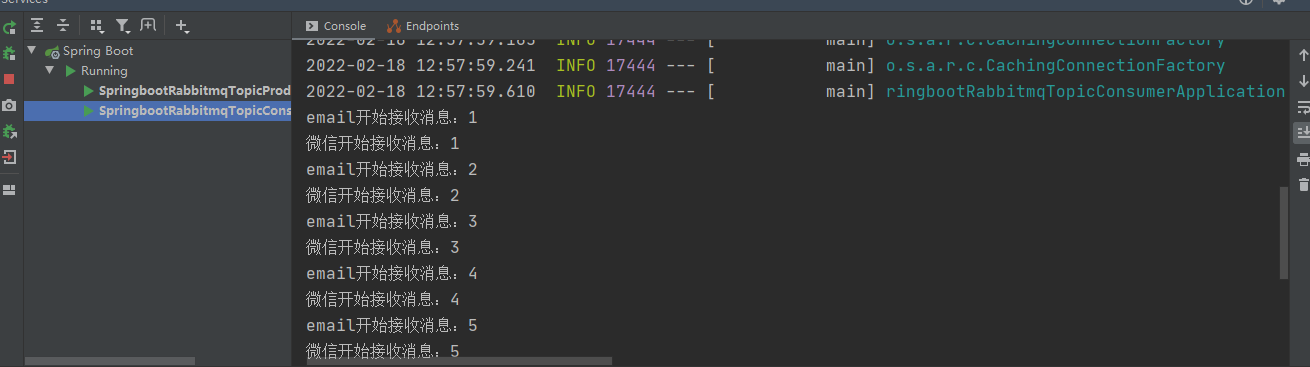 Services
Console Endpoints
Spring Boot
Running
SpringbootRabbitmqTopicProd
SpringbootRabbitmqTopicCons
2022-02-18 12:57:59.165 INFO 17444 --- [ main] o.s.a.r.c.CachingConnectionFactory
2022-02-18 12:57:59.241 INFO 17444 --- [ main] o.s.a.r.c.CachingConnectionFactory
2022-02-18 12:57:59.610 INFO 17444 --- [ main] ringbootRabbitmqTopicConsumerApplication
email开始接收消息：1
微信开始接收消息：1
email开始接收消息：2
微信开始接收消息：2
email开始接收消息：3
微信开始接收消息：3
email开始接收消息：4
微信开始接收消息：4
email开始接收消息：5
微信开始接收消息：5